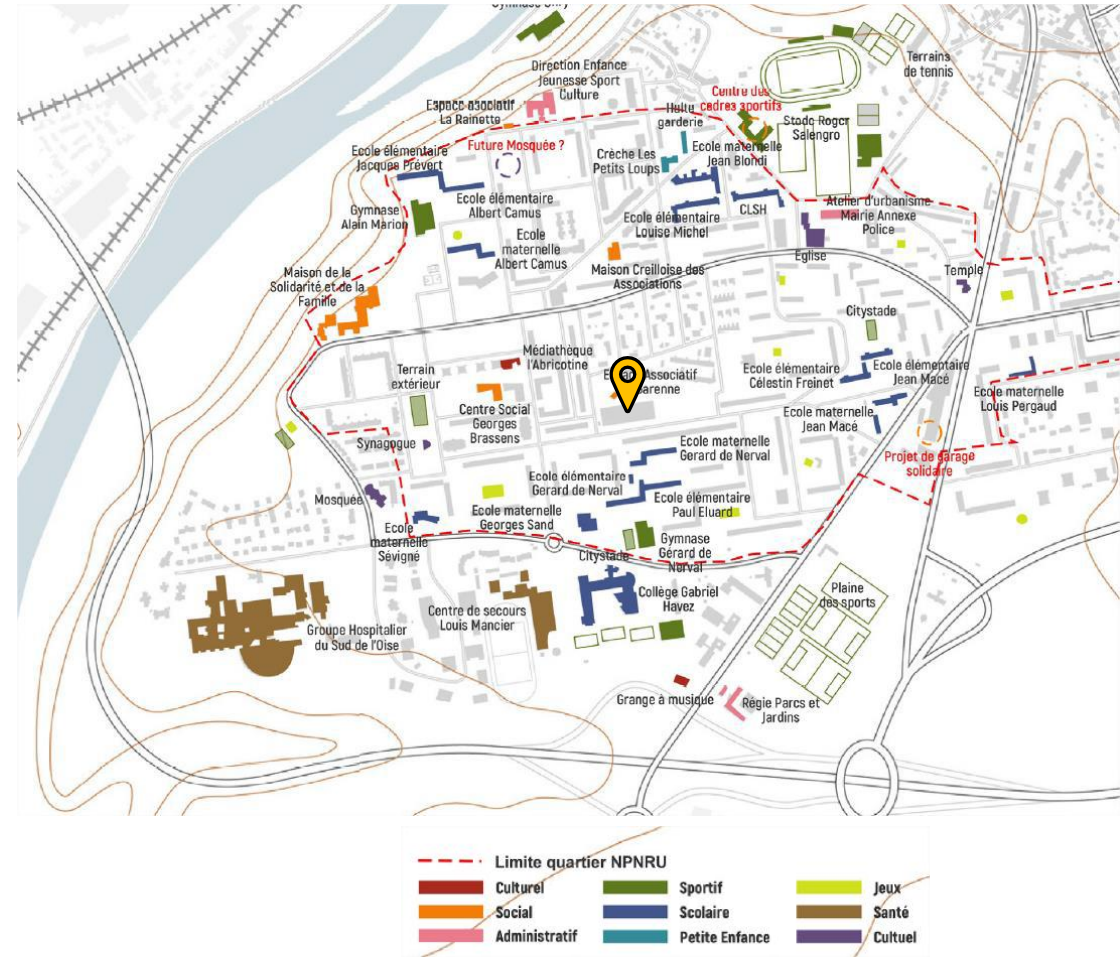 Direction Enfance
Jeunesse Sport
Culture
Terrains
de tennis
Espace asociatif
La Rainette
Centre des
cadres sportifs
garderie
Stade Roger
Salengro
Future Mosquée ?
Ecole élémentaire
Jacques Prévert
Crèche Les
Petits Loups
Ecole maternelle
Jean Biondi
Ecole élémentaire
Albert Camus
Gymnase
Alain Marion
CLSH
Atelier d'urbanisme
Mairie Annexe
Police
Ecole élémentaire
Louise Michel
Ecole
maternelle
Albert Camus
Eglise
Maison Creilloise des
Associations
Temple
Maison de la
Solidarité et de la
Famille
Citystade
Médiathèque
l'Abricotine
Terrain
extérieur
Associatif
Ecole élémentaire
Célestin Freinet
Ecole élémentaire
Jean Macé
Ecole maternelle
Louis Pergaud
Centre Social
Georges
Brassens
Ecole maternelle
Jean Macé
Synagogue
Ecole maternelle
Gerard de Nerval
Projet de garage
solidaire
Ecole élémentaire
Gerard de Nerval
Mosquée
Ecole élémentaire
Paul Eluard
Ecole maternelle
Georges Sand
Ecole
maternelle
Sévigné
Gymnase
Gérard de
Nerval
Citystade
Collège Gabriel
Havez
Plaine
des sports
Centre de secours
Louis Mancier
Groupe Hospitalier
du Sud de l'Oise
Grange à musique
Régie Parcs et
Jardins
Limite quartier NPNRU
Culturel
Sportif
Jeux
Social
Scolaire
Santé
Administratif
Petite Enfance
Cultuel